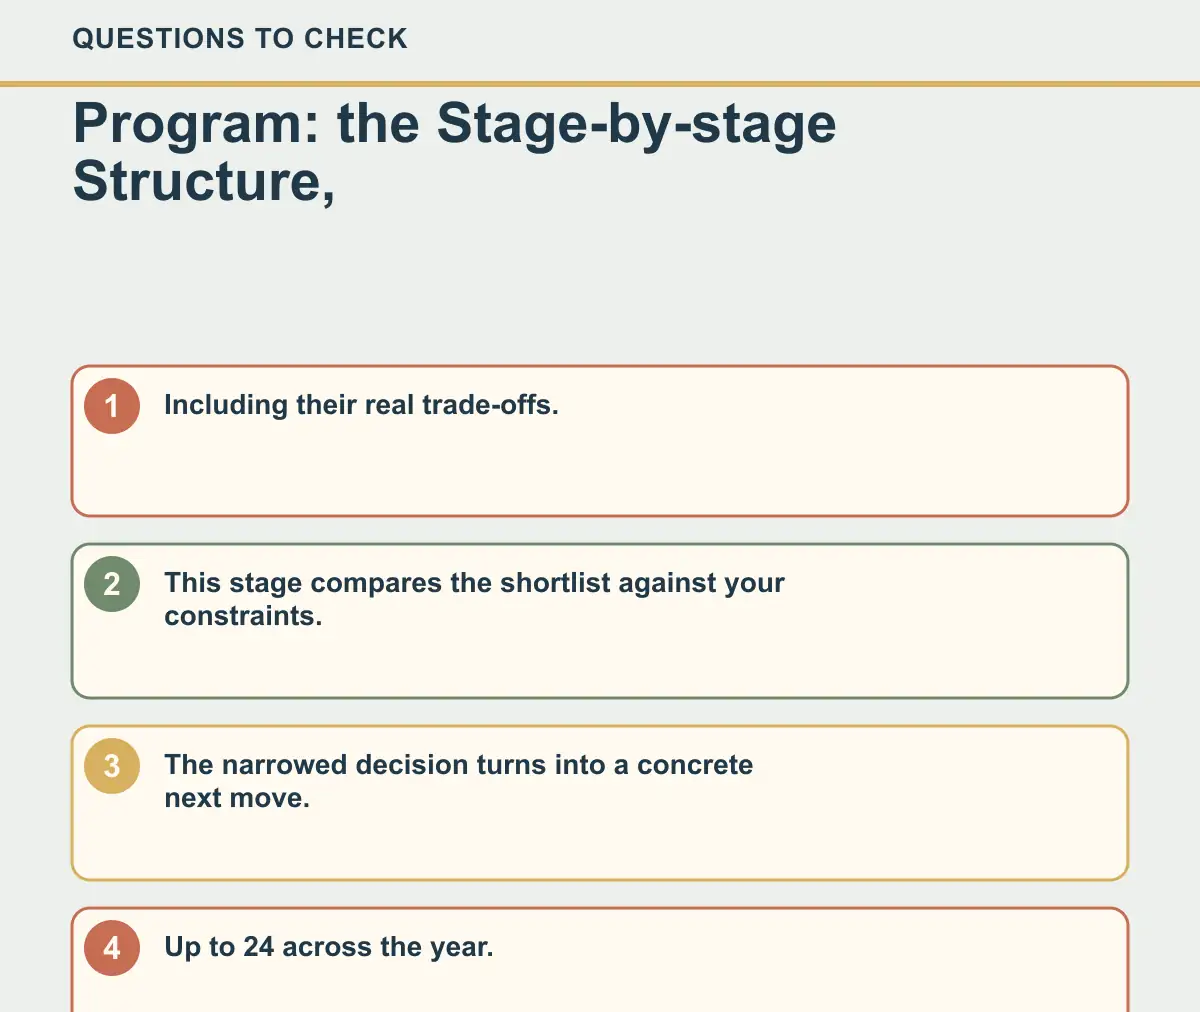 QUESTIONS TO CHECK
Program: the Stage-by-stage
Structure,
1
Including their real trade-offs.
2
This stage compares the shortlist against your
constraints.
3
The narrowed decision turns into a concrete
next move.
4
Up to 24 across the year.